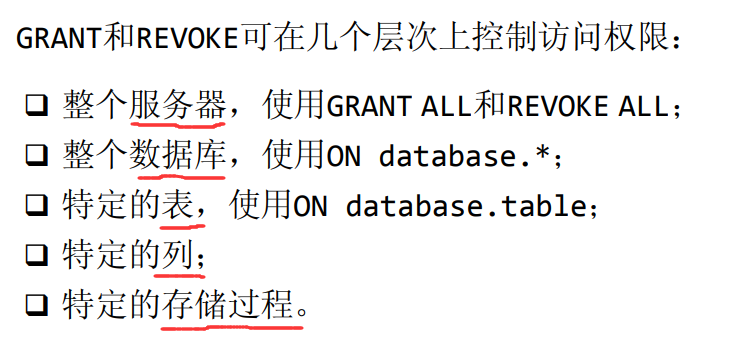 GRANT和REVOKE可在几个层次上控制访问权限：
❑ 整个服务器，使用GRANT ALL和REVOKE ALL；
❑ 整个数据库，使用ON database.*；
❑ 特定的表，使用ON database.table；
❑ 特定的列；
❑ 特定的存储过程。